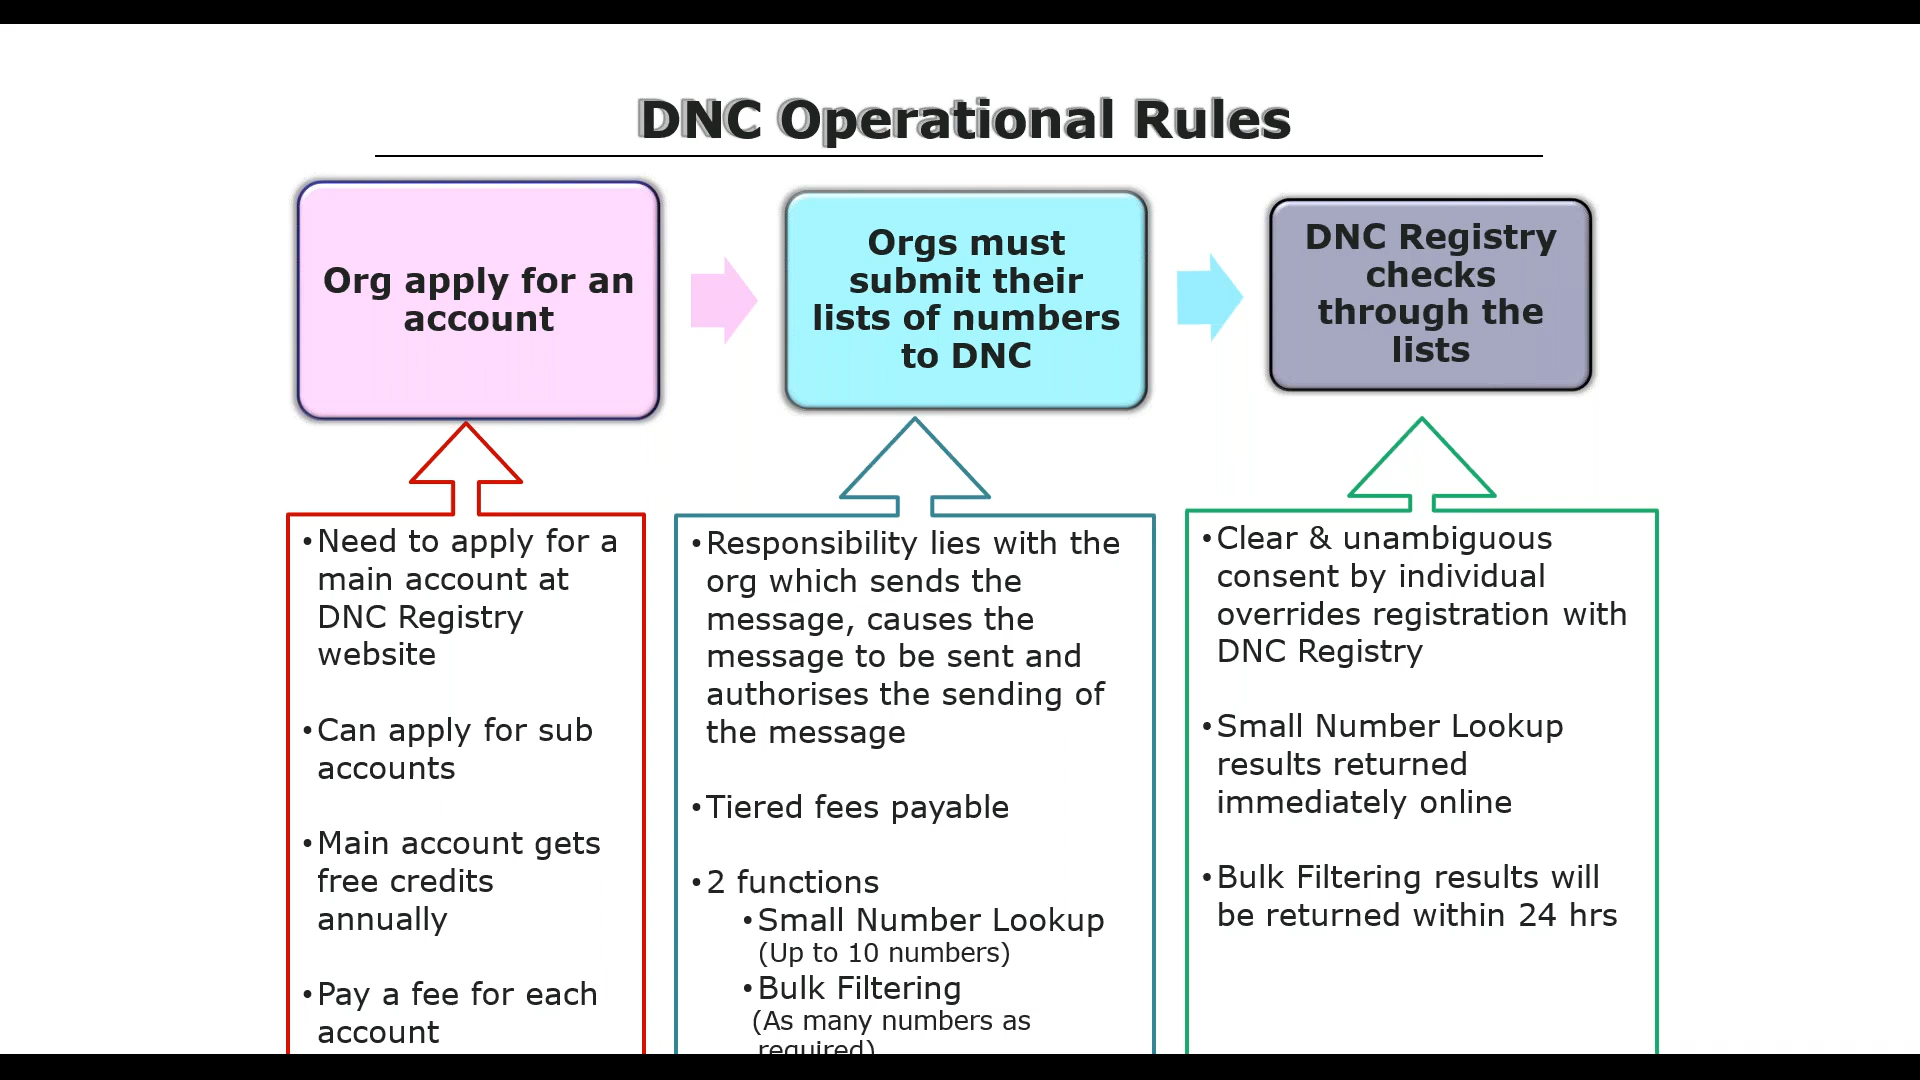 DNC Operational Rules
Org apply for an
account
Orgs must
submit their
lists of numbers
to DNC
DNC Registry
checks
through the
lists
•Need to apply for a
main account at
DNC Registry
website
•Can apply for sub
accounts
•Main account gets
free credits
annually
•Pay a fee for each
account
•Responsibility lies with the
org which sends the
message, causes the
message to be sent and
authorises the sending of
the message
•Tiered fees payable
•2 functions
•Small Number Lookup
(Up to 10 numbers)
•Bulk Filtering
(As many numbers as
required)
•Clear & unambiguous
consent by individual
overrides registration with
DNC Registry
•Small Number Lookup
results returned
immediately online
•Bulk Filtering results will
be returned within 24 hrs